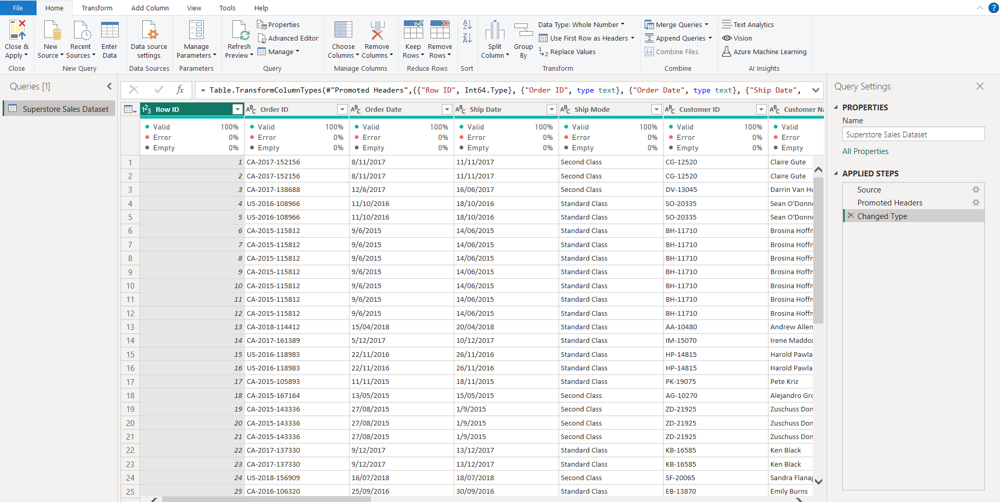 File Home Transform Add Column View Tools Help ?
Close & Apply
New Source
Recent Sources
Enter Data
Data source settings
Manage Parameters
Refresh Preview
Properties
Advanced Editor
Manage
Choose Columns
Remove Columns
Keep Rows
Remove Rows
Split Column
Group By
Data Type: Whole Number
Use First Row as Headers
Replace Values
Merge Queries
Append Queries
Combine Files
Text Analytics
Vision
Azure Machine Learning
Close New Query Data Sources Parameters Query Manage Columns Reduce Rows Sort Transform Combine AI Insights
Queries [1]
Superstore Sales Dataset
fx = Table.TransformColumnTypes(#"Promoted Headers",{{"Row ID", Int64.Type}, {"Order ID", type text}, {"Order Date", type text}, {"Ship Date",
Row ID Order ID Order Date Ship Date Ship Mode Customer ID Customer Na
Valid 100% Valid 100% Valid 100% Valid 100% Valid 100% Valid 100% Valid
Error 0% Error 0% Error 0% Error 0% Error 0% Error 0% Error
Empty 0% Empty 0% Empty 0% Empty 0% Empty 0% Empty 0% Empty
1 1 CA-2017-152156 8/11/2017 11/11/2017 Second Class CG-12520 Claire Gute
2 2 CA-2017-152156 8/11/2017 11/11/2017 Second Class CG-12520 Claire Gute
3 3 CA-2017-138688 12/6/2017 16/06/2017 Second Class DV-13045 Darrin Van Hu
4 4 US-2016-108966 11/10/2016 18/10/2016 Standard Class SO-20335 Sean O'Donne
5 5 US-2016-108966 11/10/2016 18/10/2016 Standard Class SO-20335 Sean O'Donne
6 6 CA-2015-115812 9/6/2015 14/06/2015 Standard Class BH-11710 Brosina Hoffm
7 7 CA-2015-115812 9/6/2015 14/06/2015 Standard Class BH-11710 Brosina Hoffm
8 8 CA-2015-115812 9/6/2015 14/06/2015 Standard Class BH-11710 Brosina Hoffm
9 9 CA-2015-115812 9/6/2015 14/06/2015 Standard Class BH-11710 Brosina Hoffm
10 10 CA-2015-115812 9/6/2015 14/06/2015 Standard Class BH-11710 Brosina Hoffm
11 11 CA-2015-115812 9/6/2015 14/06/2015 Standard Class BH-11710 Brosina Hoffm
12 12 CA-2015-115812 9/6/2015 14/06/2015 Standard Class BH-11710 Brosina Hoffm
13 13 CA-2018-114412 15/04/2018 20/04/2018 Standard Class AA-10480 Andrew Allen
14 14 CA-2017-161389 5/12/2017 10/12/2017 Standard Class IM-15070 Irene Maddox
15 15 US-2016-118983 22/11/2016 26/11/2016 Standard Class HP-14815 Harold Pawla
16 16 US-2016-118983 22/11/2016 26/11/2016 Standard Class HP-14815 Harold Pawla
17 17 CA-2015-105893 11/11/2015 18/11/2015 Standard Class PK-19075 Pete Kriz
18 18 CA-2015-167164 13/05/2015 15/05/2015 Second Class AG-10270 Alejandro Gro
19 19 CA-2015-143336 27/08/2015 1/9/2015 Second Class ZD-21925 Zuschuss Don
20 20 CA-2015-143336 27/08/2015 1/9/2015 Second Class ZD-21925 Zuschuss Don
21 21 CA-2015-143336 27/08/2015 1/9/2015 Second Class ZD-21925 Zuschuss Don
22 22 CA-2017-137330 9/12/2017 13/12/2017 Standard Class KB-16585 Ken Black
23 23 CA-2017-137330 9/12/2017 13/12/2017 Standard Class KB-16585 Ken Black
24 24 US-2018-156909 16/07/2018 18/07/2018 Second Class SF-20065 Sandra Flanag
25 25 CA-2016-106320 25/09/2016 30/09/2016 Standard Class EB-13870 Emily Burns
Query Settings
PROPERTIES
Name
Superstore Sales Dataset
All Properties
APPLIED STEPS
Source
Promoted Headers
Changed Type